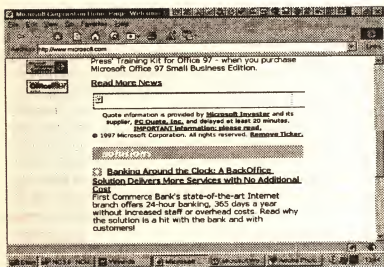 Microsoft Corporation Home Page - Welcome
http://www.microsoft.com
Press' Training Kit for Office 97 - when you purchase
Microsoft Office 97 Small Business Edition.
Read More News
Quote information is provided by Microsoft Investor and its
supplier, PC Quote, Inc. and delayed at least 20 minutes.
IMPORTANT information: please read.
© 1997 Microsoft Corporation. All rights reserved. Remove Ticker.
solution
Banking Around the Clock: A BackOffice
Solution Delivers More Services with No Additional
Cost
First Commerce Bank's state-of-the-art Internet
branch offers 24-hour banking, 365 days a year
without increased staff or overhead costs. Read why
the solution is a hit with the bank and with
customers!